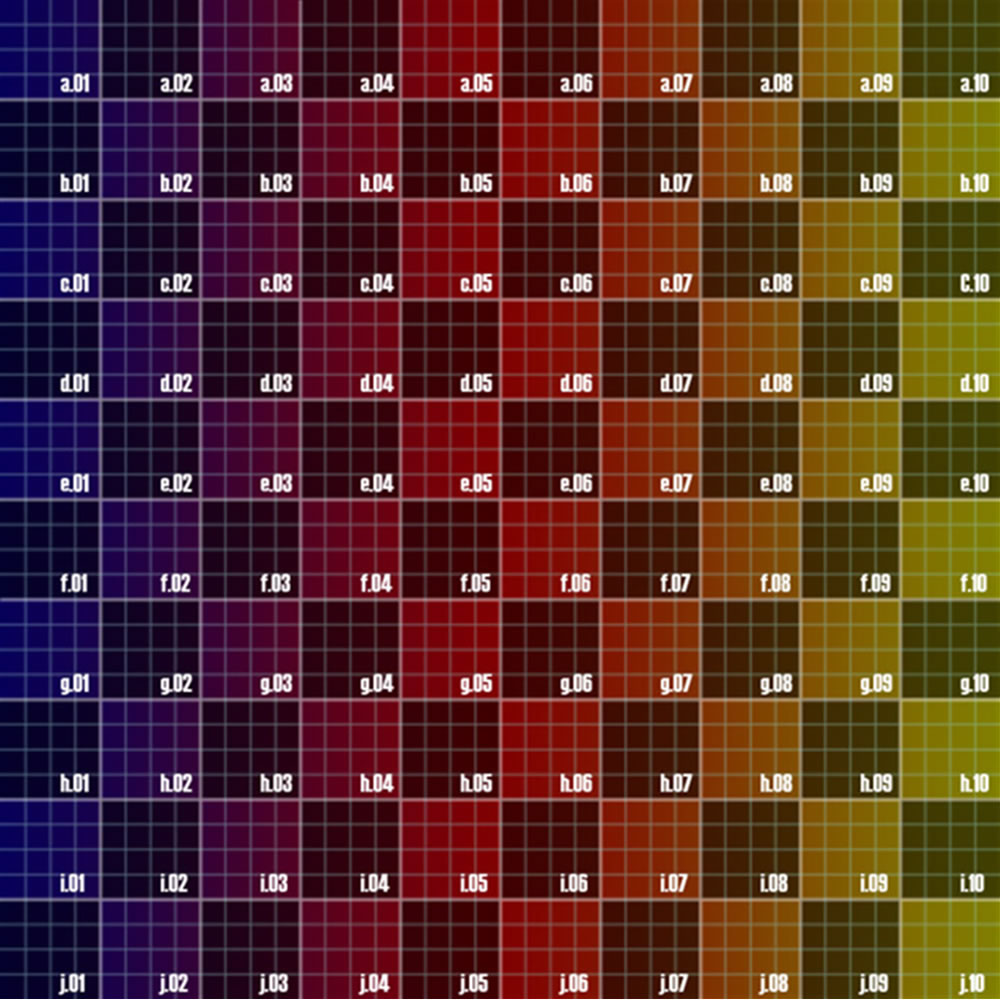 a.01 a.02 a.03 a.04 a.05 a.06 a.07 a.08 a.09 a.10
b.01 b.02 b.03 b.04 b.05 b.06 b.07 b.08 b.09 b.10
c.01 c.02 c.03 c.04 c.05 c.06 c.07 c.08 c.09 C.10
d.01 d.02 d.03 d.04 d.05 d.06 d.07 d.08 d.09 d.10
e.01 e.02 e.03 e.04 e.05 e.06 e.07 e.08 e.09 e.10
f.01 f.02 f.03 f.04 f.05 f.06 f.07 f.08 f.09 f.10
g.01 g.02 g.03 g.04 g.05 g.06 g.07 g.08 g.09 g.10
h.01 h.02 h.03 h.04 h.05 h.06 h.07 h.08 h.09 h.10
i.01 i.02 i.03 i.04 i.05 i.06 i.07 i.08 i.09 i.10
j.01 j.02 j.03 j.04 j.05 j.06 j.07 j.08 j.09 j.10